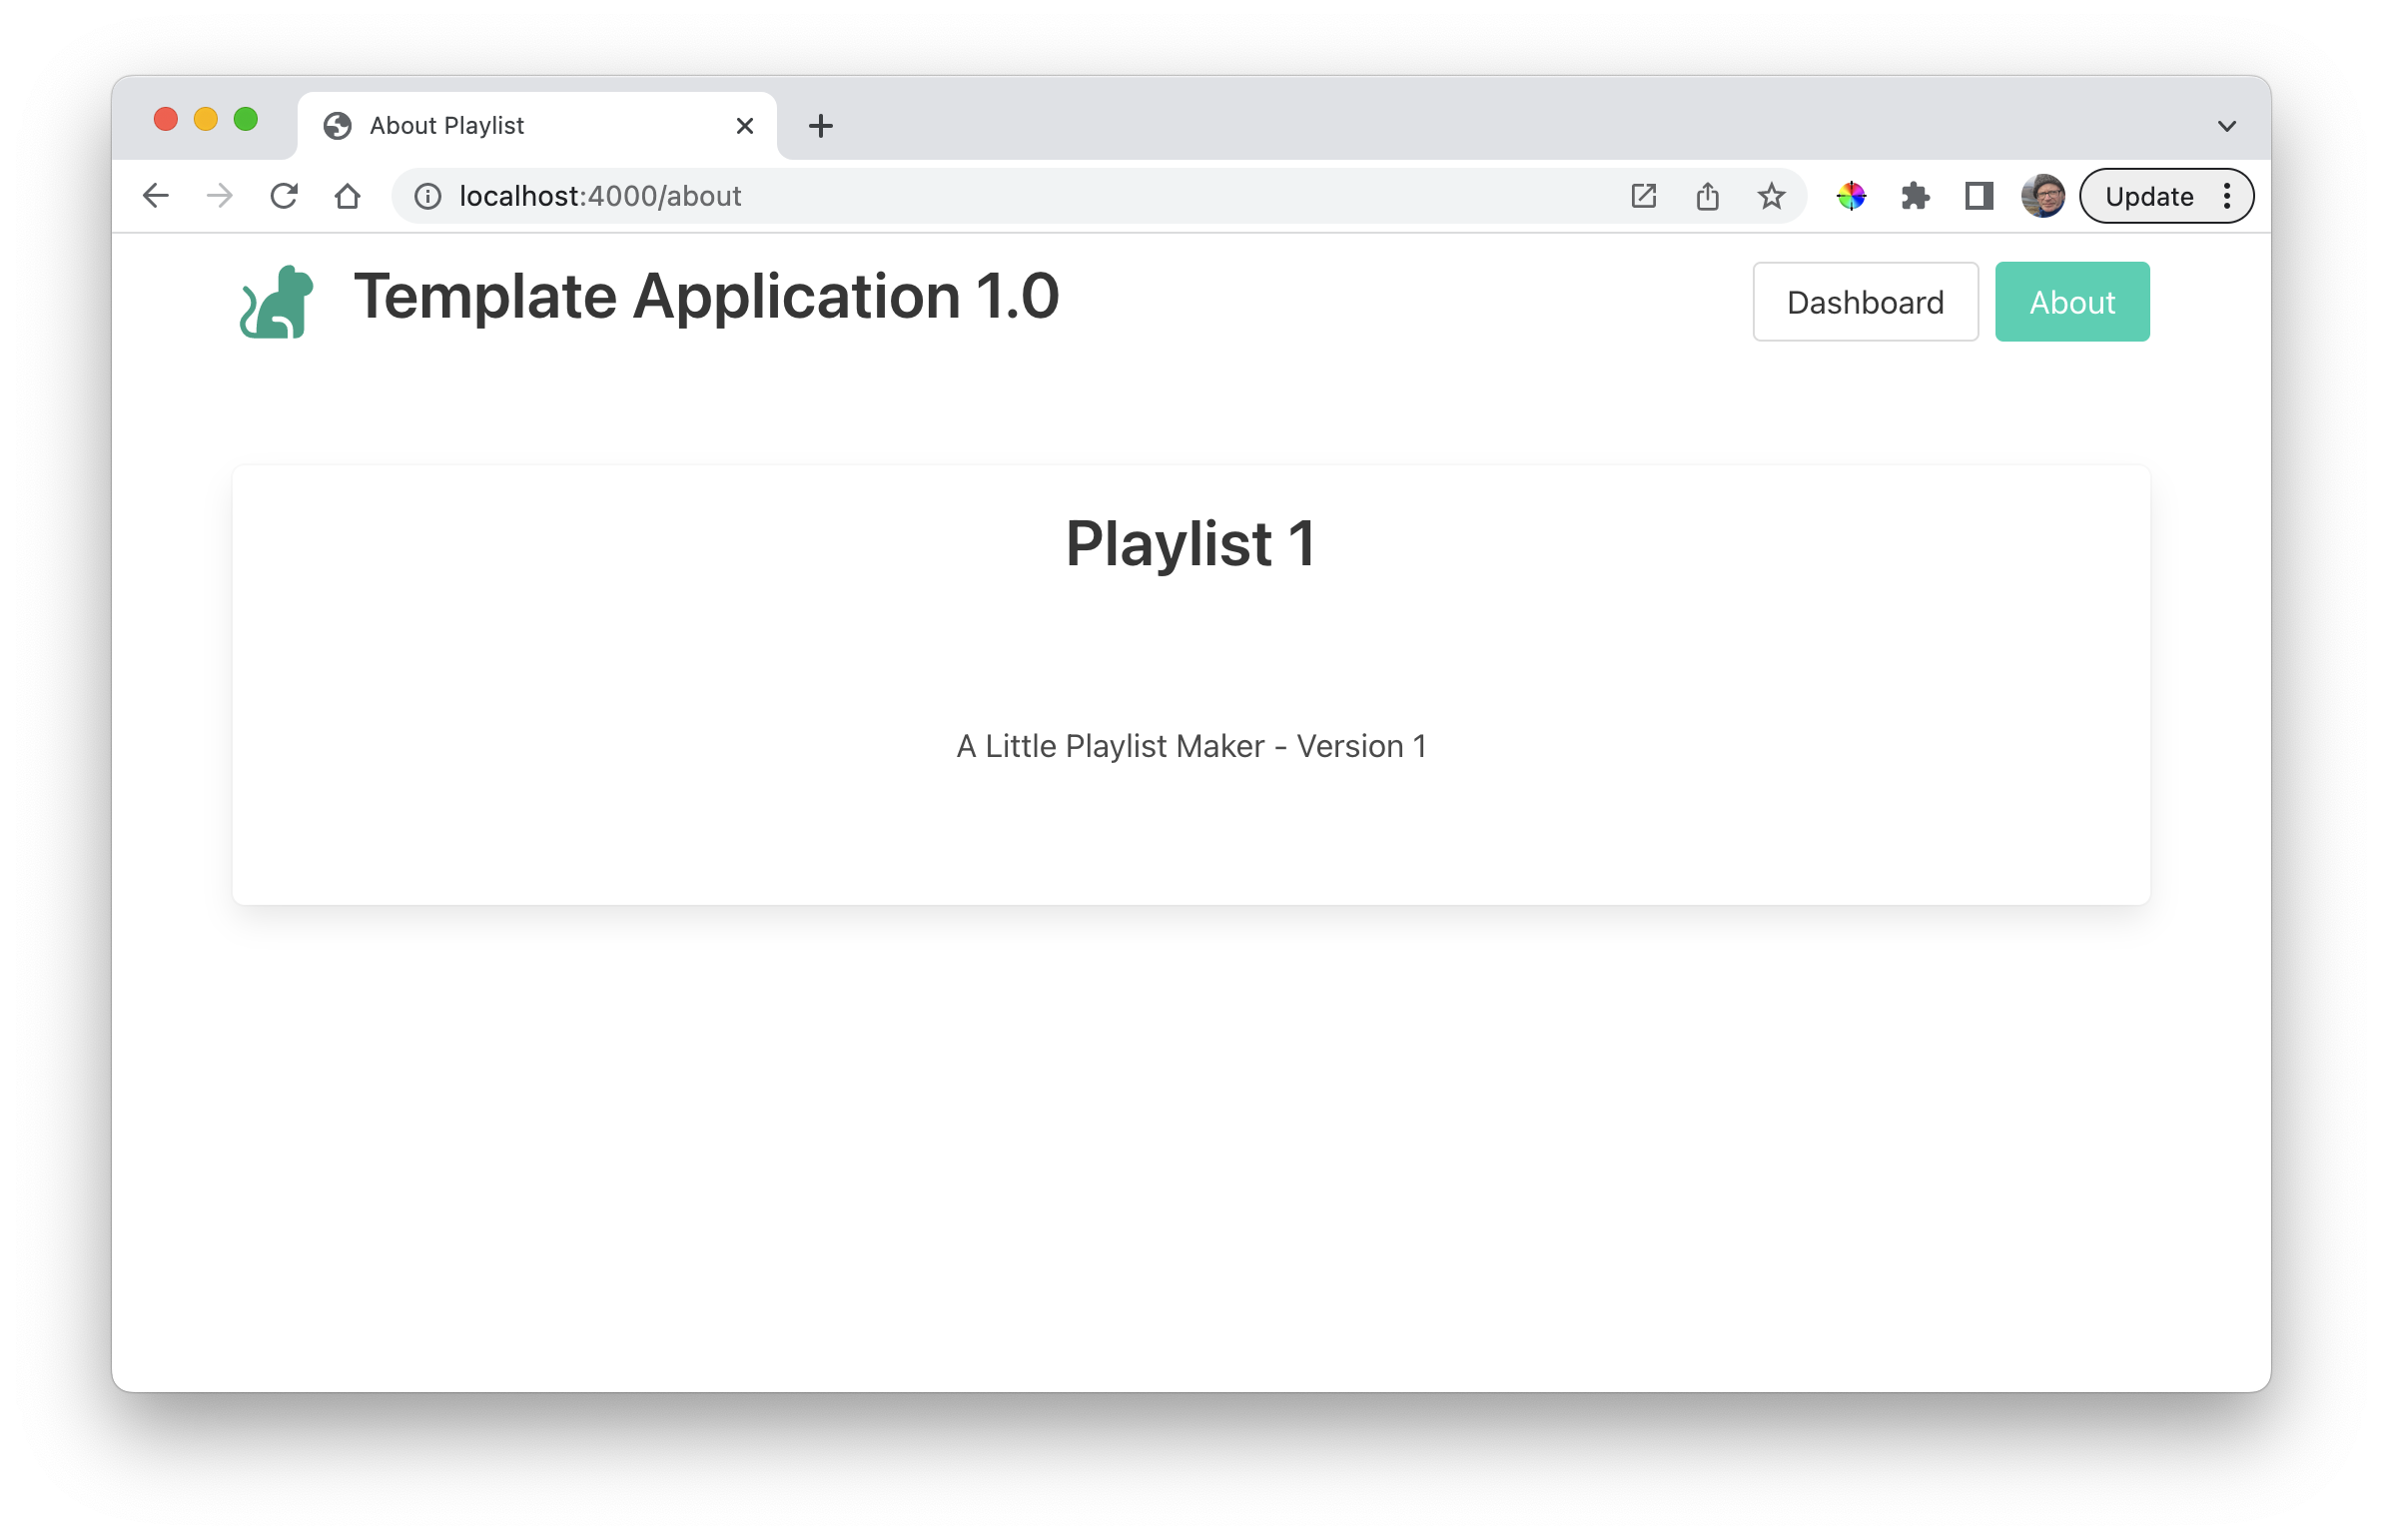 About Playlist
localhost:4000/about
Update
Template Application 1.0
Dashboard
About
Playlist 1
A Little Playlist Maker - Version 1